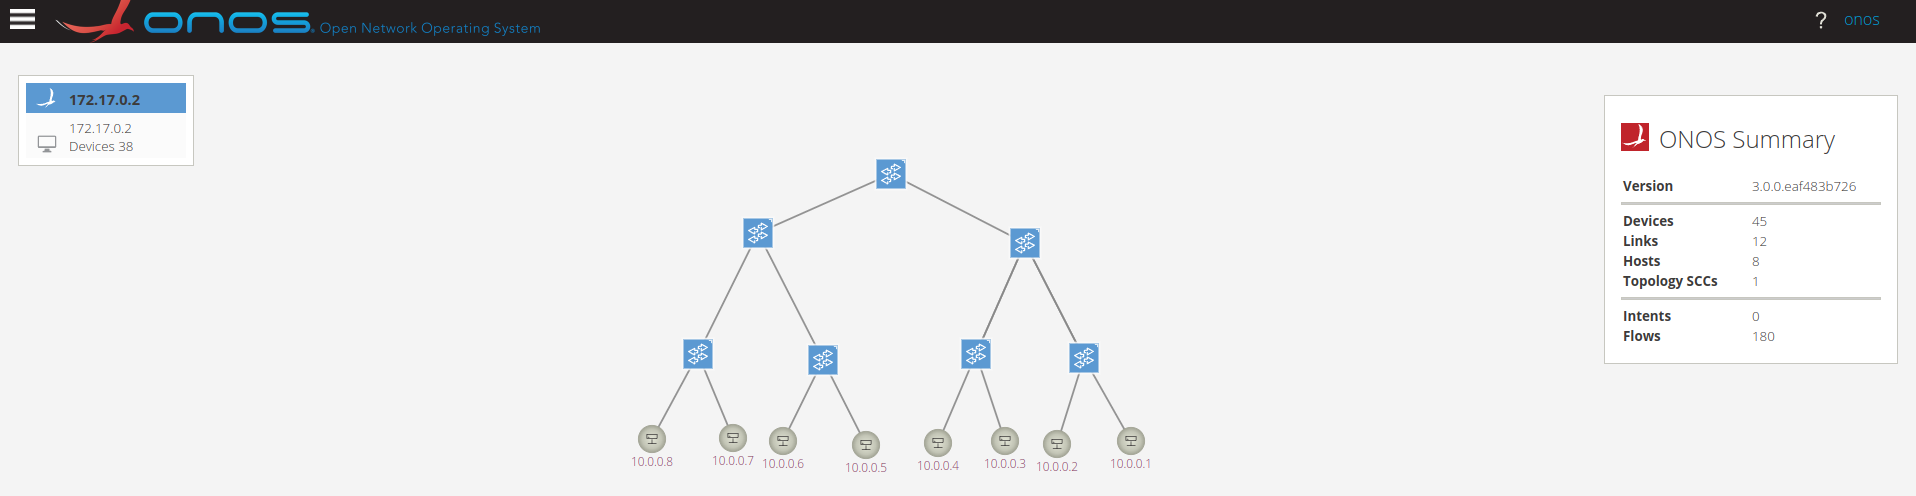 onos Open Network Operating System
? onos
172.17.0.2
172.17.0.2
Devices 38
ONOS Summary
Version 3.0.0.eaf483b726
Devices 45
Links 12
Hosts 8
Topology SCCs 1
Intents 0
Flows 180
10.0.0.8 10.0.0.7 10.0.0.6 10.0.0.5 10.0.0.4 10.0.0.3 10.0.0.2 10.0.0.1